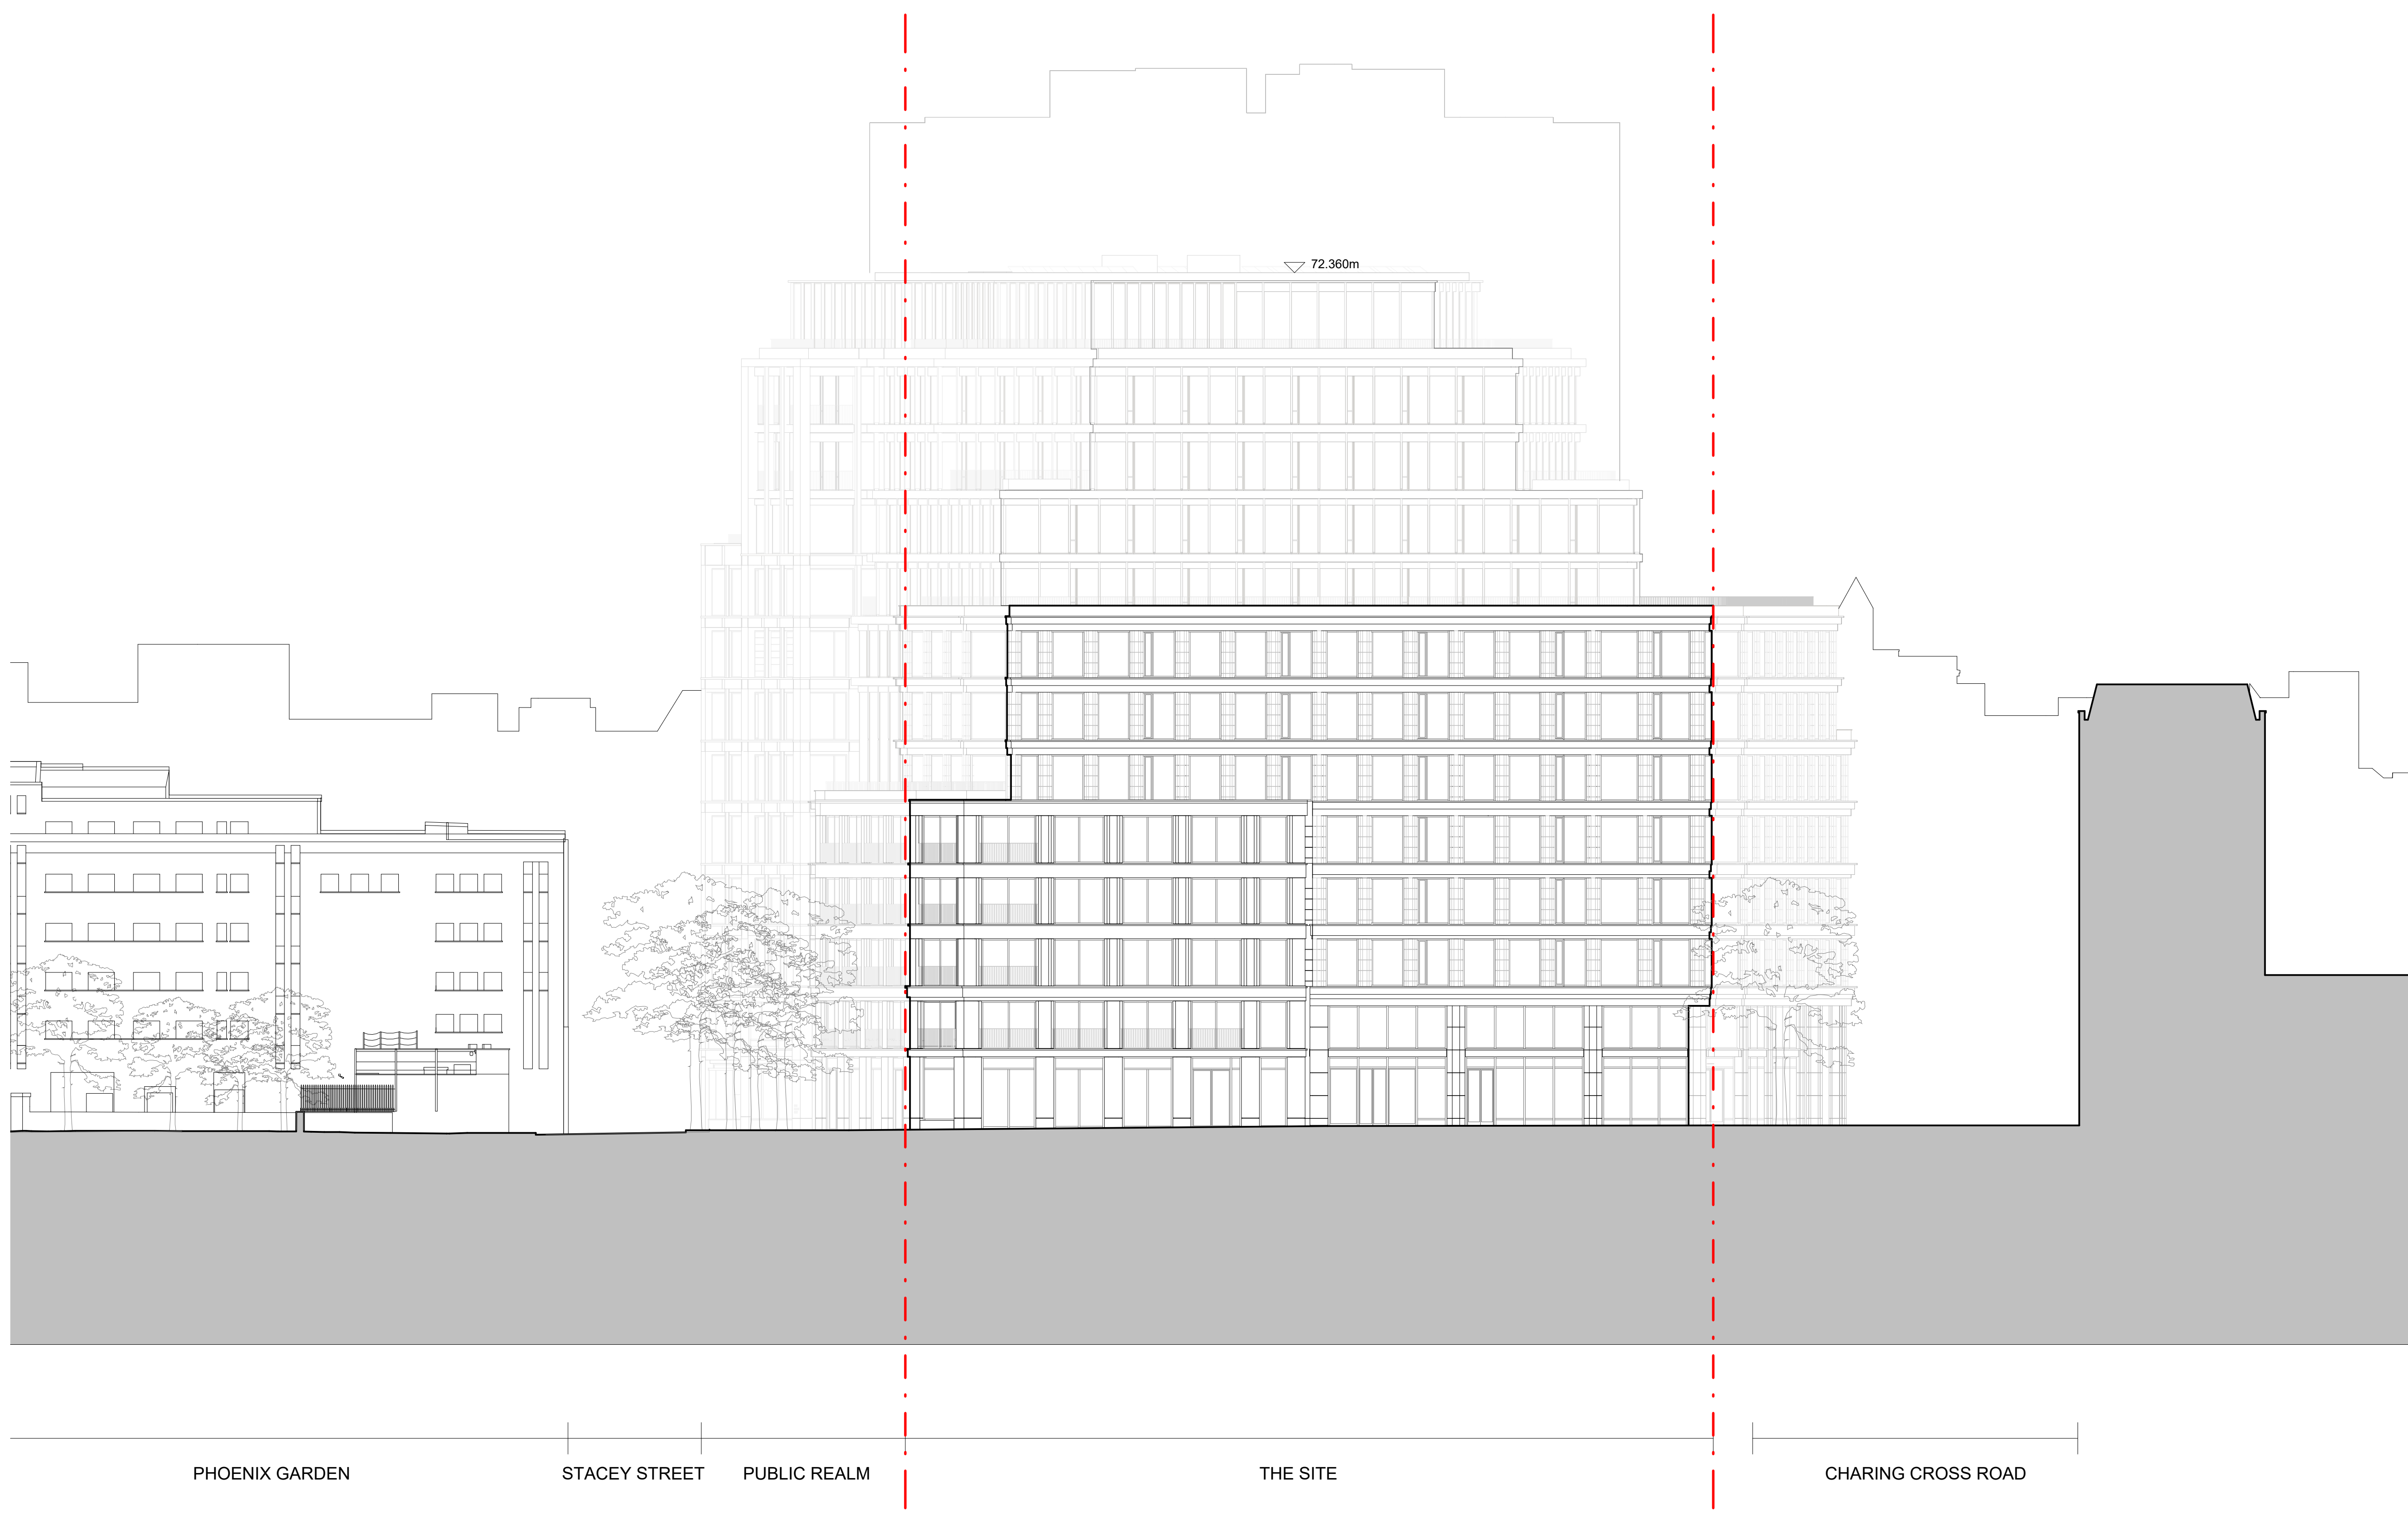 72.360m
PHOENIX GARDEN
STACEY STREET
PUBLIC REALM
THE SITE
CHARING CROSS ROAD